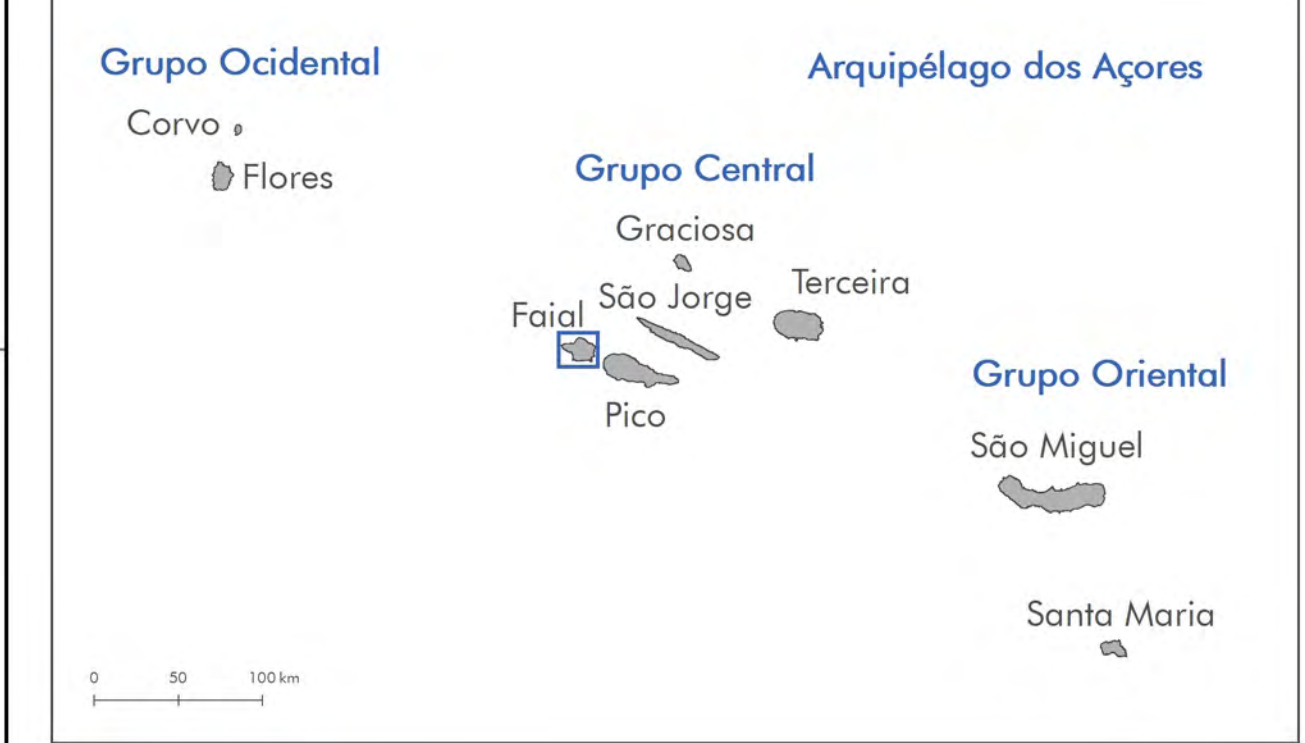 Grupo Ocidental
Arquipélago dos Açores
Corvo
Flores
Grupo Central
Graciosa
Terceira
São Jorge
Faial
Pico
Grupo Oriental
São Miguel
Santa Maria
0 50 100 km